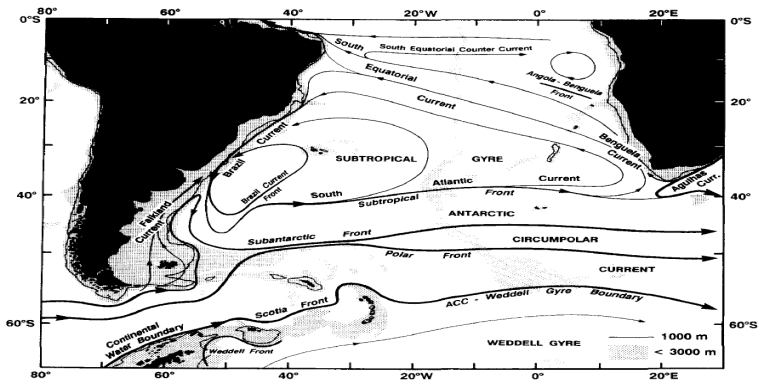 40° 20°W 0° 20°E
0°S 0°S
South
South Equatorial Counter Current
Equatorial
Current
Angola-Benguela
Front
20° 20°
Benguela
Current
Brazil
Current
SUBTROPICAL GYRE
Brazil Current
Front
South Atlantic Current
Subtropical Front
Agulhas
Curr.
40° 40°
Falkland
Current
ANTARCTIC
Subantarctic Front
CIRCUMPOLAR
Polar Front
CURRENT
ACC - Weddell Gyre Boundary
Scotia Front
Continental
Water Boundary
60°S 60°S
Weddell Front
WEDDELL GYRE
1000 m
< 3000 m
80° 60° 40° 20°W 0° 20°E